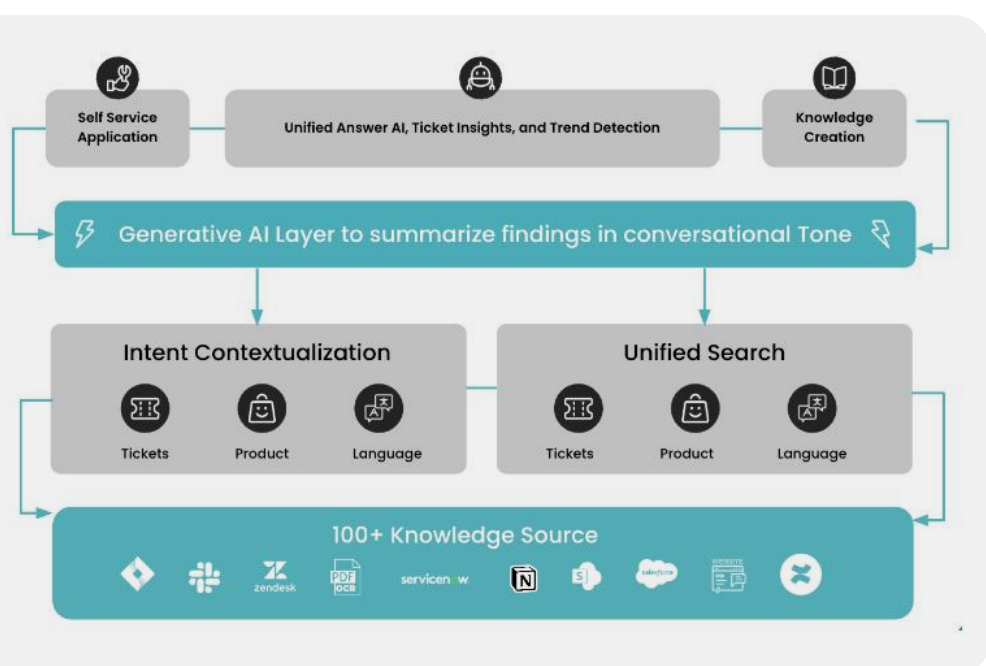 Self Service
Application
Unified Answer AI, Ticket Insights, and Trend Detection
Knowledge
Creation
Generative AI Layer to summarize findings in conversational Tone
Intent Contextualization
Unified Search
Tickets
Product
Language
Tickets
Product
Language
A
文
A
文
100+ Knowledge Source
zendesk
PDF
OCR
servicenow
N
S
salesforce
WEBSITE